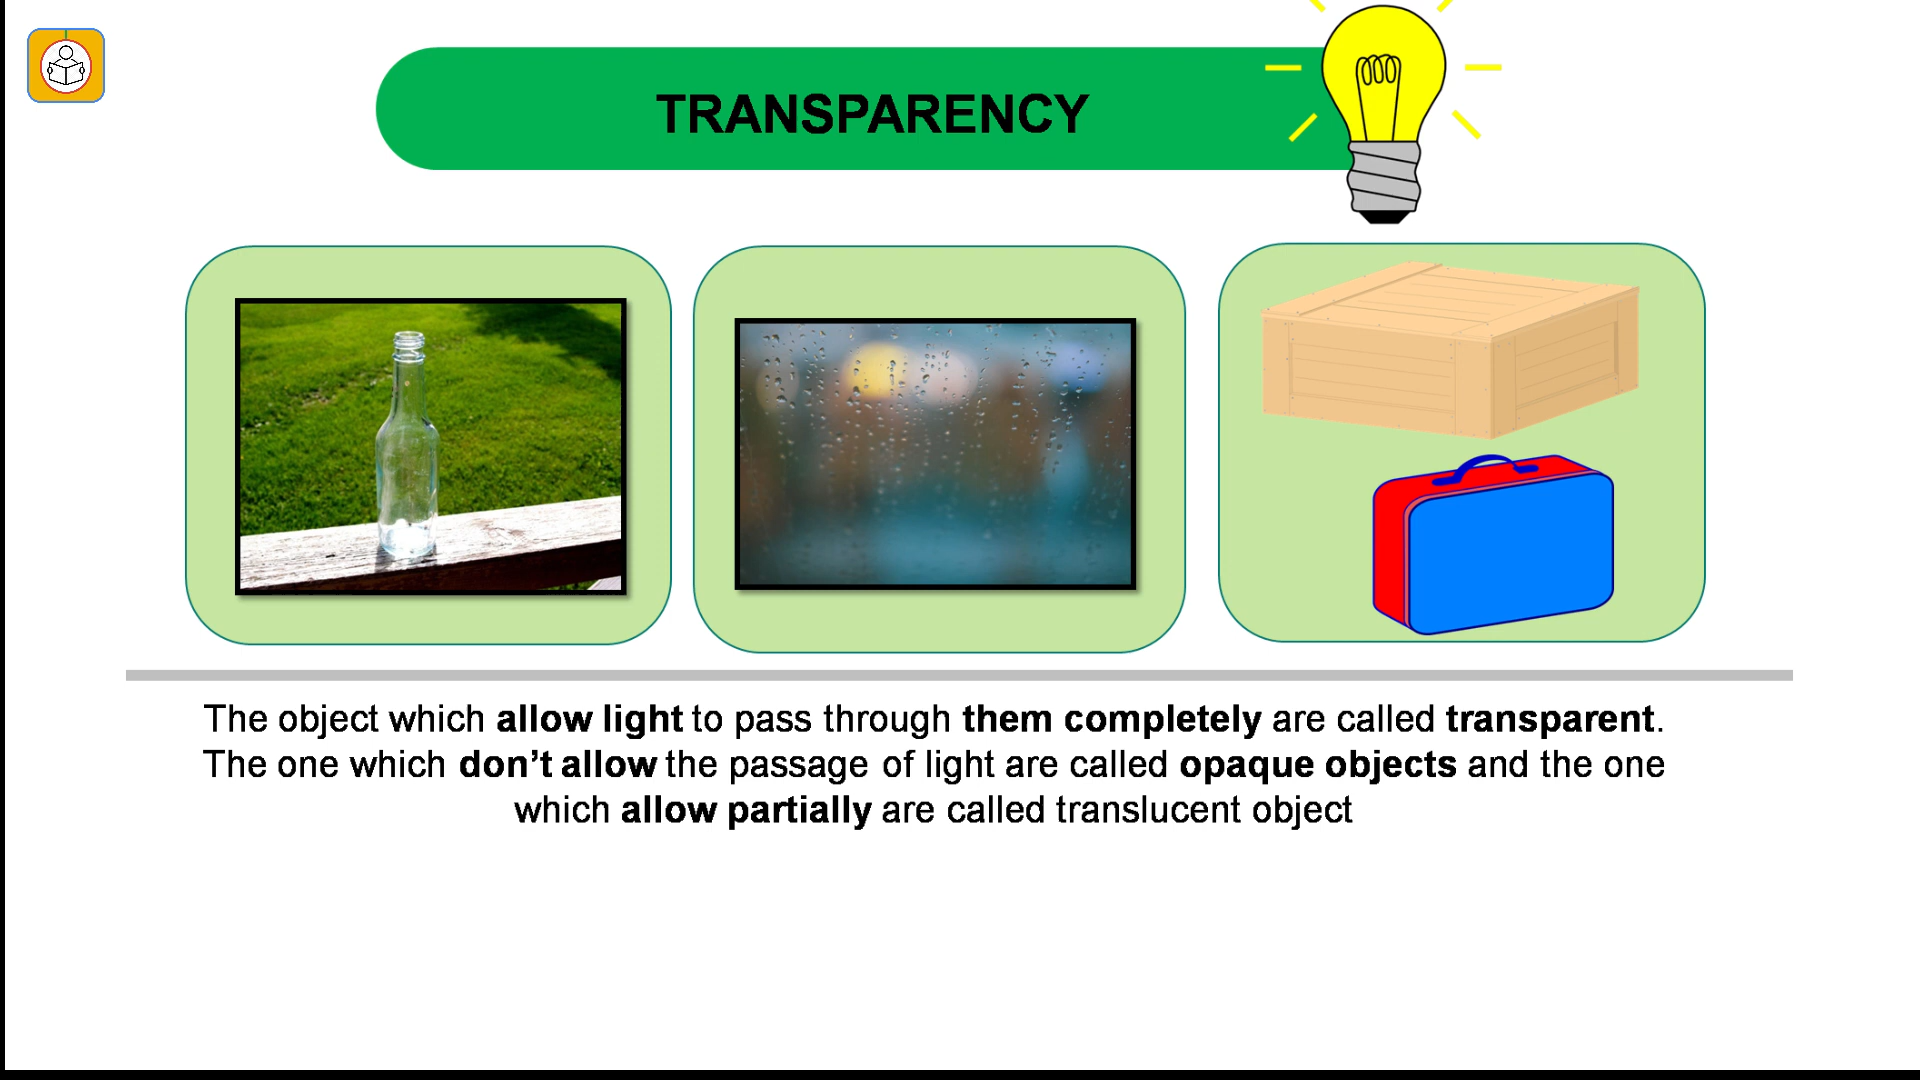 TRANSPARENCY
The object which allow light to pass through them completely are called transparent.
The one which don’t allow the passage of light are called opaque objects and the one
which allow partially are called translucent object